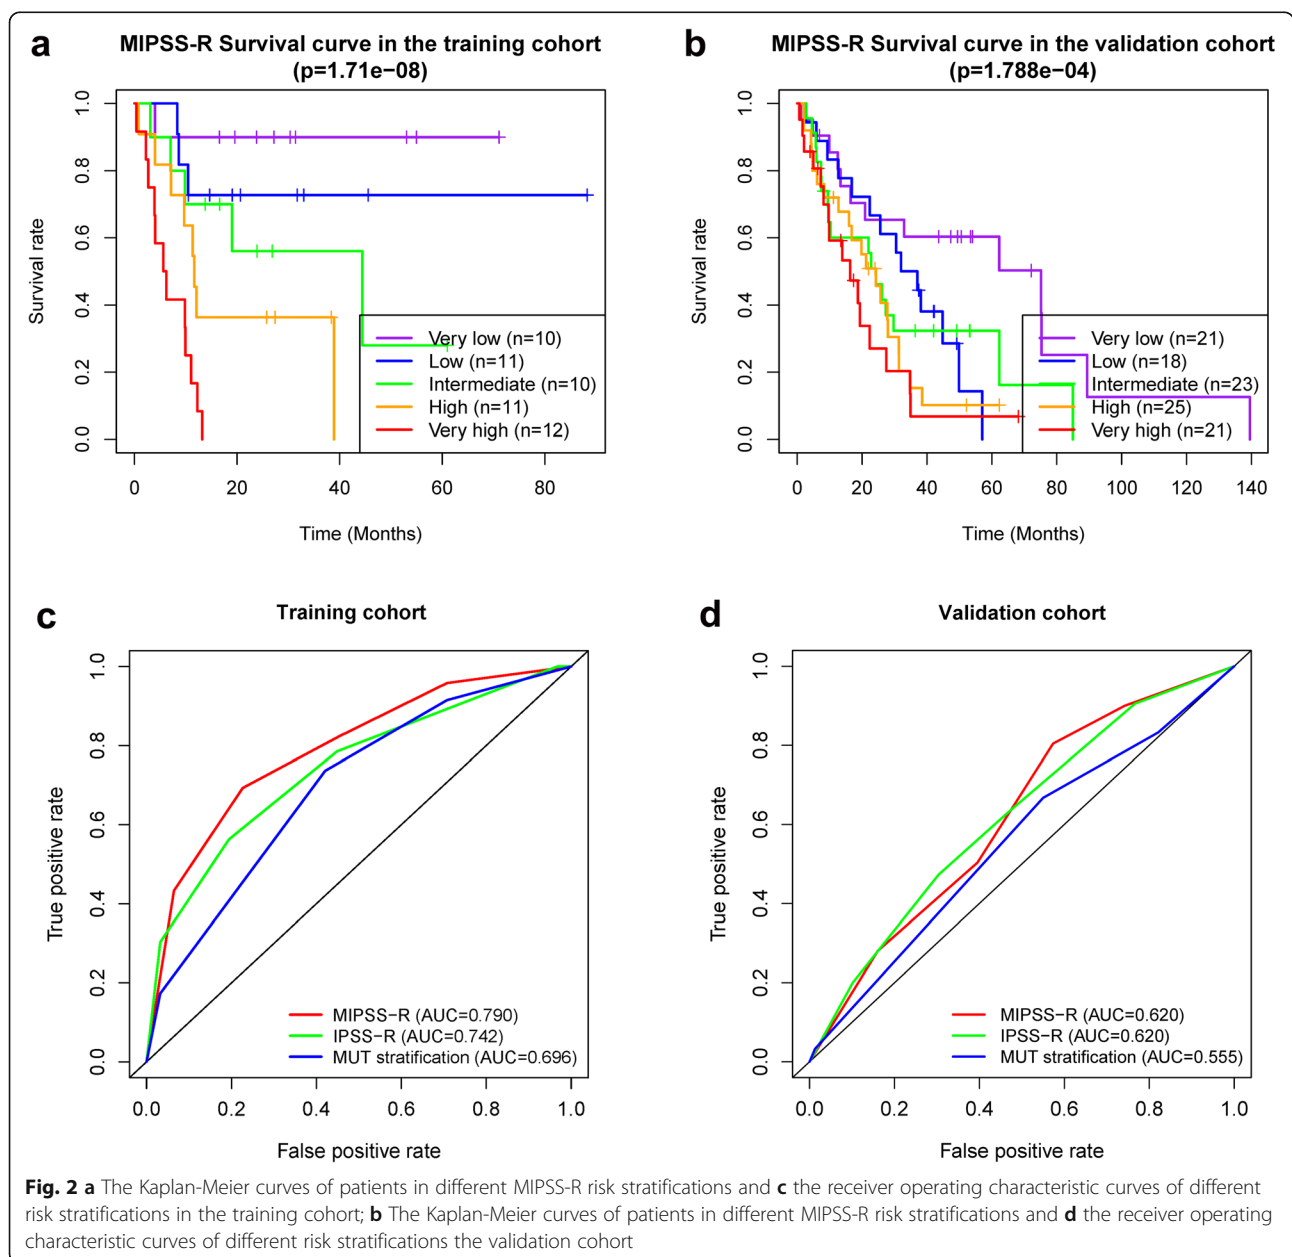 a
MIPSS-R Survival curve in the training cohort
(p=1.71e−08)
Survival rate
1.0
0.8
0.6
0.4
0.2
0.0
Very low (n=10)
Low (n=11)
Intermediate (n=10)
High (n=11)
Very high (n=12)
0 20 40 60 80
Time (Months)
b
MIPSS-R Survival curve in the validation cohort
(p=1.788e−04)
Survival rate
1.0
0.8
0.6
0.4
0.2
0.0
Very low (n=21)
Low (n=18)
Intermediate (n=23)
High (n=25)
Very high (n=21)
0 20 40 60 80 100 120 140
Time (Months)
c
Training cohort
True positive rate
1.0
0.8
0.6
0.4
0.2
0.0
MIPSS−R (AUC=0.790)
IPSS−R (AUC=0.742)
MUT stratification (AUC=0.696)
0.0 0.2 0.4 0.6 0.8 1.0
False positive rate
d
Validation cohort
True positive rate
1.0
0.8
0.6
0.4
0.2
0.0
MIPSS−R (AUC=0.620)
IPSS−R (AUC=0.620)
MUT stratification (AUC=0.555)
0.0 0.2 0.4 0.6 0.8 1.0
False positive rate
Fig. 2 a The Kaplan-Meier curves of patients in different MIPSS-R risk stratifications and c the receiver operating characteristic curves of different
risk stratifications in the training cohort; b The Kaplan-Meier curves of patients in different MIPSS-R risk stratifications and d the receiver operating
characteristic curves of different risk stratifications the validation cohort